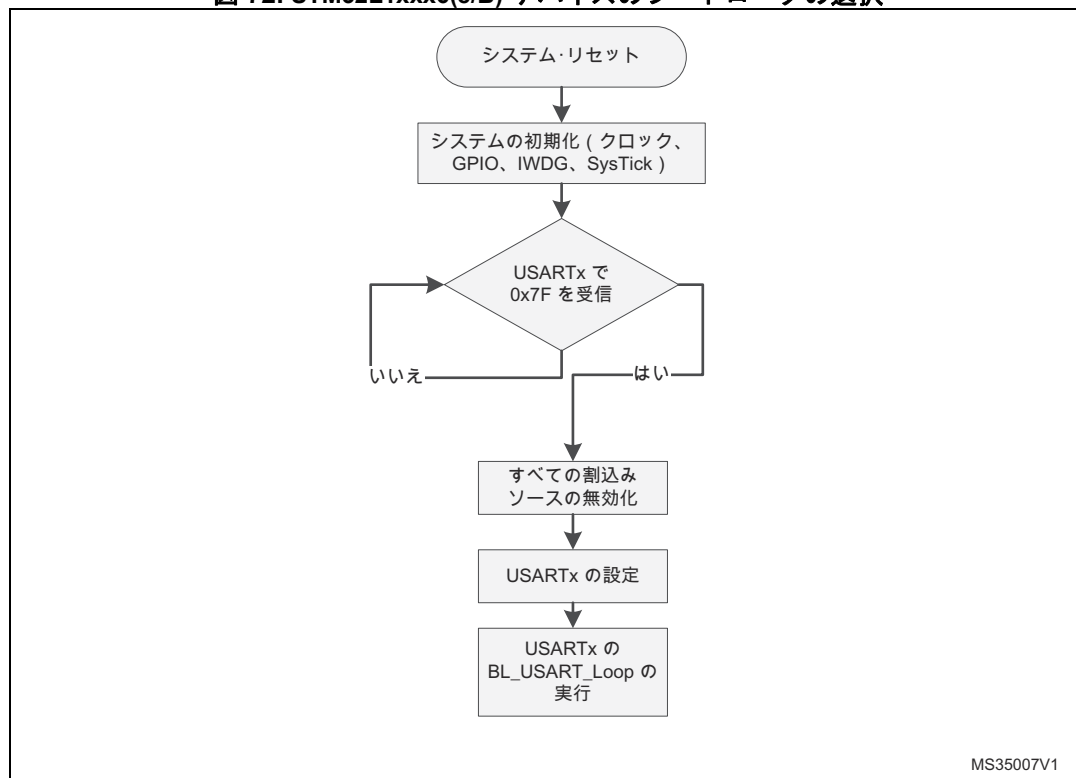 システム･リセット
システムの初期化 ( クロック、
GPIO、IWDG、SysTick )
USARTx で
0x7F を受信
いいえ
はい
すべての割込み
ソースの無効化
USARTx の設定
USARTx の
BL_USART_Loop の
実行
MS35007V1